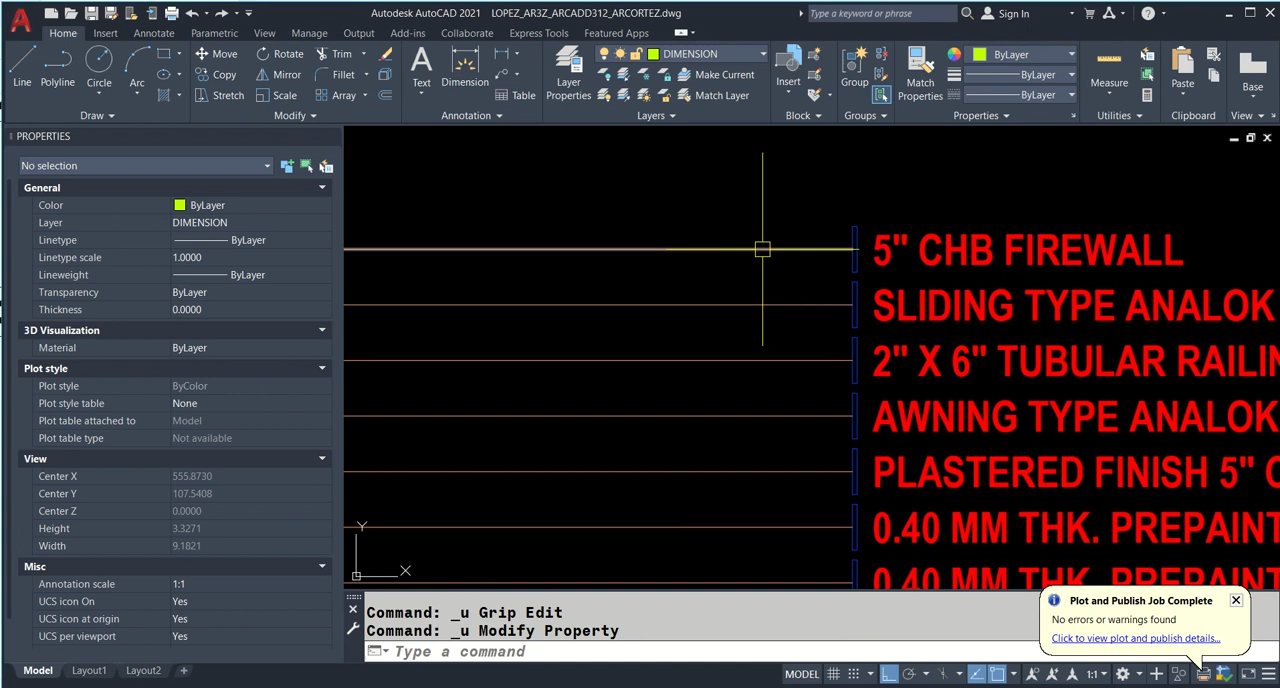 Autodesk AutoCAD 2021 LOPEZ_AR3Z_ARCADD312_ARCORTEZ.dwg
Type a keyword or phrase
Sign In
Home Insert Annotate Parametric View Manage Output Add-ins Collaborate Express Tools Featured Apps
Line Polyline Circle Arc
Draw
Move Rotate Trim
Copy Mirror Fillet
Stretch Scale Array
Modify
Text Dimension Table
Annotation
Layer Properties
DIMENSION
Make Current
Match Layer
Layers
Insert
Block
Group
Groups
Match Properties
ByLayer
ByLayer
ByLayer
Properties
Measure
Utilities
Paste
Clipboard
Base
View
PROPERTIES
No selection
General
Color ByLayer
Layer DIMENSION
Linetype ByLayer
Linetype scale 1.0000
Lineweight ByLayer
Transparency ByLayer
Thickness 0.0000
3D Visualization
Material ByLayer
Plot style
Plot style ByColor
Plot style table None
Plot table attached to Model
Plot table type Not available
View
Center X 555.8730
Center Y 107.5408
Center Z 0.0000
Height 3.3271
Width 9.1821
Misc
Annotation scale 1:1
UCS icon On Yes
UCS icon at origin Yes
UCS per viewport Yes
5" CHB FIREWALL
SLIDING TYPE ANALOK
2" X 6" TUBULAR
AWNING TYPE ANALOK
PLASTERED FINISH 5"
0.40 MM THK.
0.40 MM THK.
Y
X
Command: _u Grip Edit
Command: _u Modify Property
Type a command
Plot and Publish Job Complete
No errors or warnings found
Click to view plot and publish details...
Model Layout1 Layout2 +
MODEL 1:1